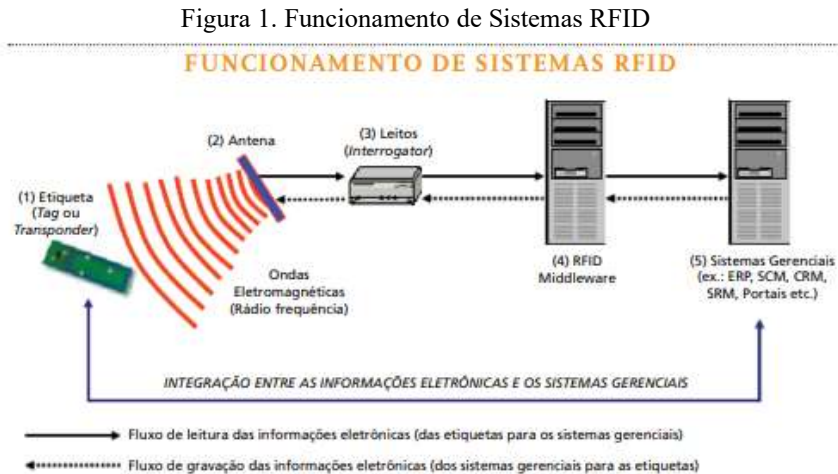 Figura 1. Funcionamento de Sistemas RFID
FUNCIONAMENTO DE SISTEMAS RFID
(1) Etiqueta
(Tag ou
Transponder)
(2) Antena
Ondas
Eletromagnéticas
(Rádio frequência)
(3) Leitos
(Interrogator)
(4) RFID
Middleware
(5) Sistemas Gerenciais
(ex.: ERP, SCM, CRM,
SRM, Portais etc.)
INTEGRAÇÃO ENTRE AS INFORMAÇÕES ELETRÔNICAS E OS SISTEMAS GERENCIAIS
Fluxo de leitura das informações eletrônicas (das etiquetas para os sistemas gerenciais)
Fluxo de gravação das informações eletrônicas (dos sistemas gerenciais para as etiquetas)